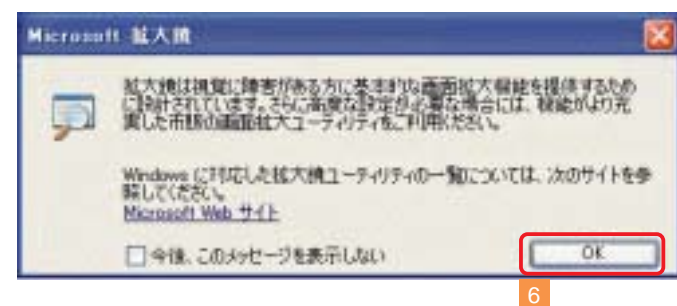 Microsoft 拡大鏡
拡大鏡は視覚に障害がある方に基本的な画面拡大機能を提供するため
に設計されています。さらに高度な設定が必要な場合には、機能がより充
実した市販の画面拡大ユーティリティをご利用ください。
Windows に対応した拡大鏡ユーティリティの一覧については、次のサイトを参
照してください。
Microsoft Web サイト
今後、このメッセージを表示しない
OK
6